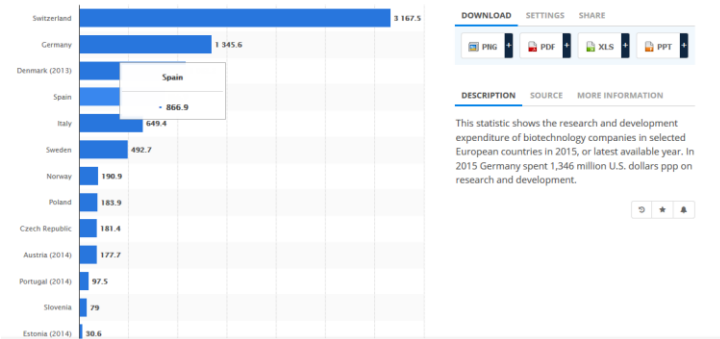 Switzerland 3 167.5
Germany 1 345.6
Denmark (2013)
Spain
Spain
866.9
Italy 649.4
Sweden 492.7
Norway 190.9
Poland 183.9
Czech Republic 181.4
Austria (2014) 177.7
Portugal (2014) 97.5
Slovenia 79
Estonia (2014) 30.6
DOWNLOAD SETTINGS SHARE
PNG + PDF + XLS + PPT +
DESCRIPTION SOURCE MORE INFORMATION
This statistic shows the research and development
expenditure of biotechnology companies in selected
European countries in 2015, or latest available year. In
2015 Germany spent 1,346 million U.S. dollars ppp on
research and development.